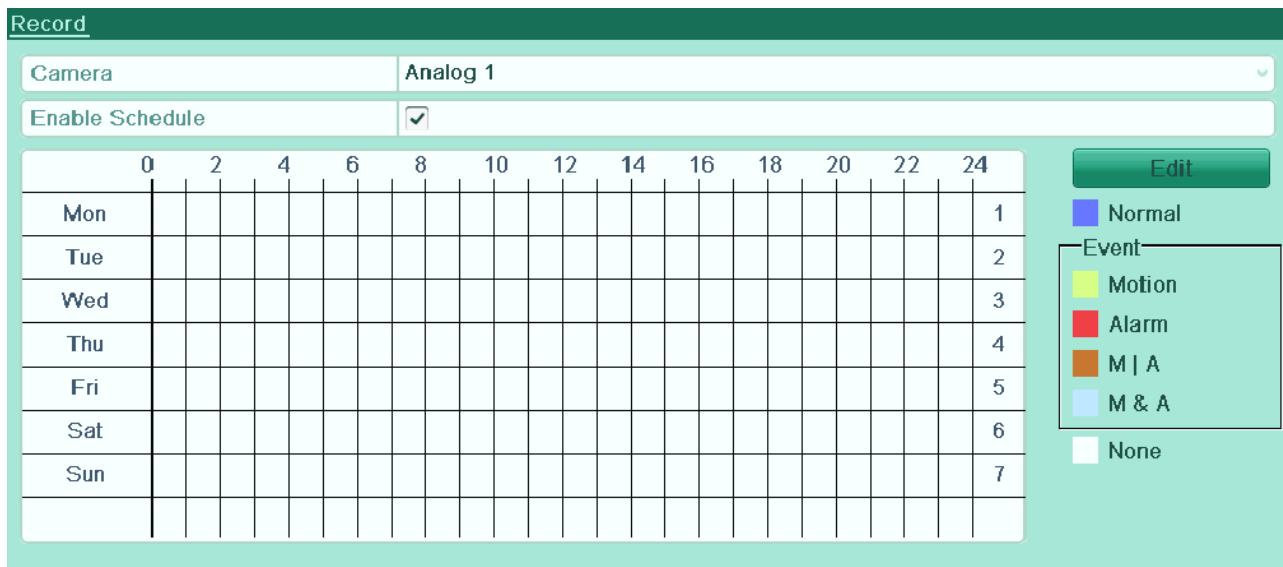 Record
Camera Analog 1
Enable Schedule
0 2 4 6 8 10 12 14 16 18 20 22 24
Mon 1
Tue 2
Wed 3
Thu 4
Fri 5
Sat 6
Sun 7
Edit
Normal
Event
Motion
Alarm
M | A
M & A
None